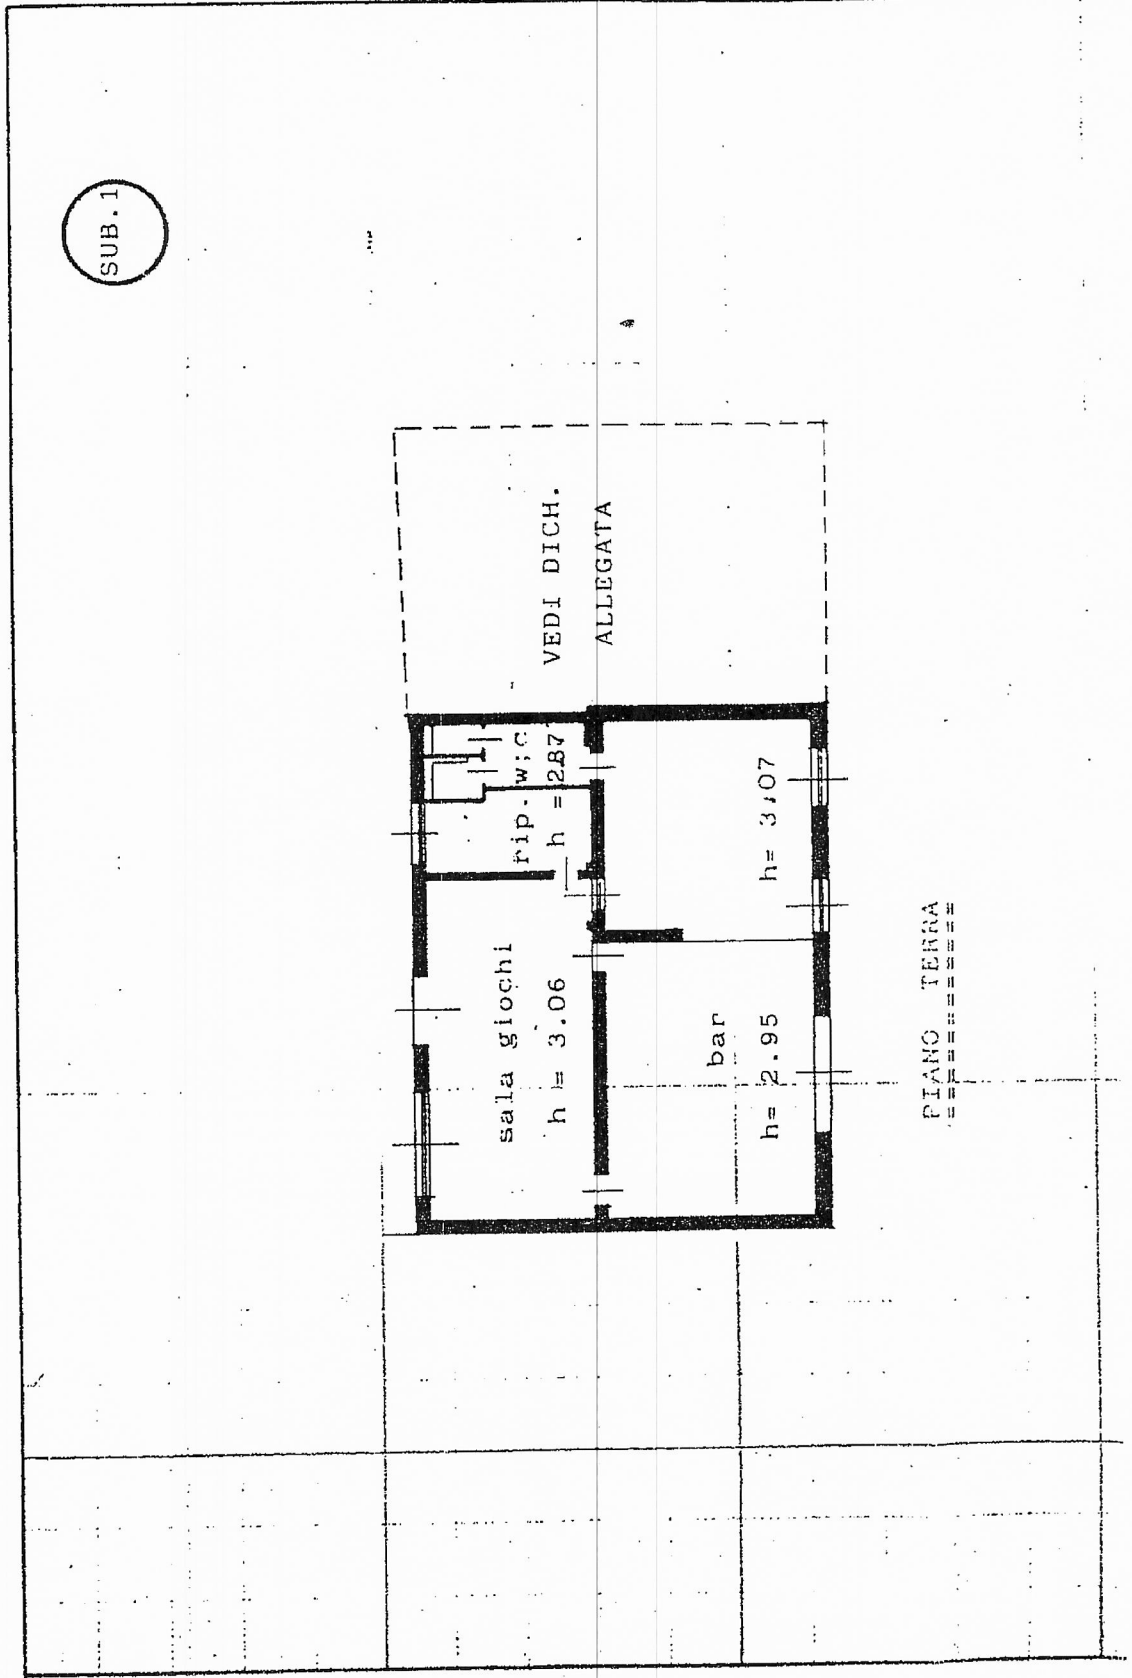 SUB.1
VEDI DICH.
ALLEGATA
rip.
w;c
h = 2.87
sala giochi
h = 3.06
h= 3,07
bar
h= 2.95
PIANO TERRA
=============